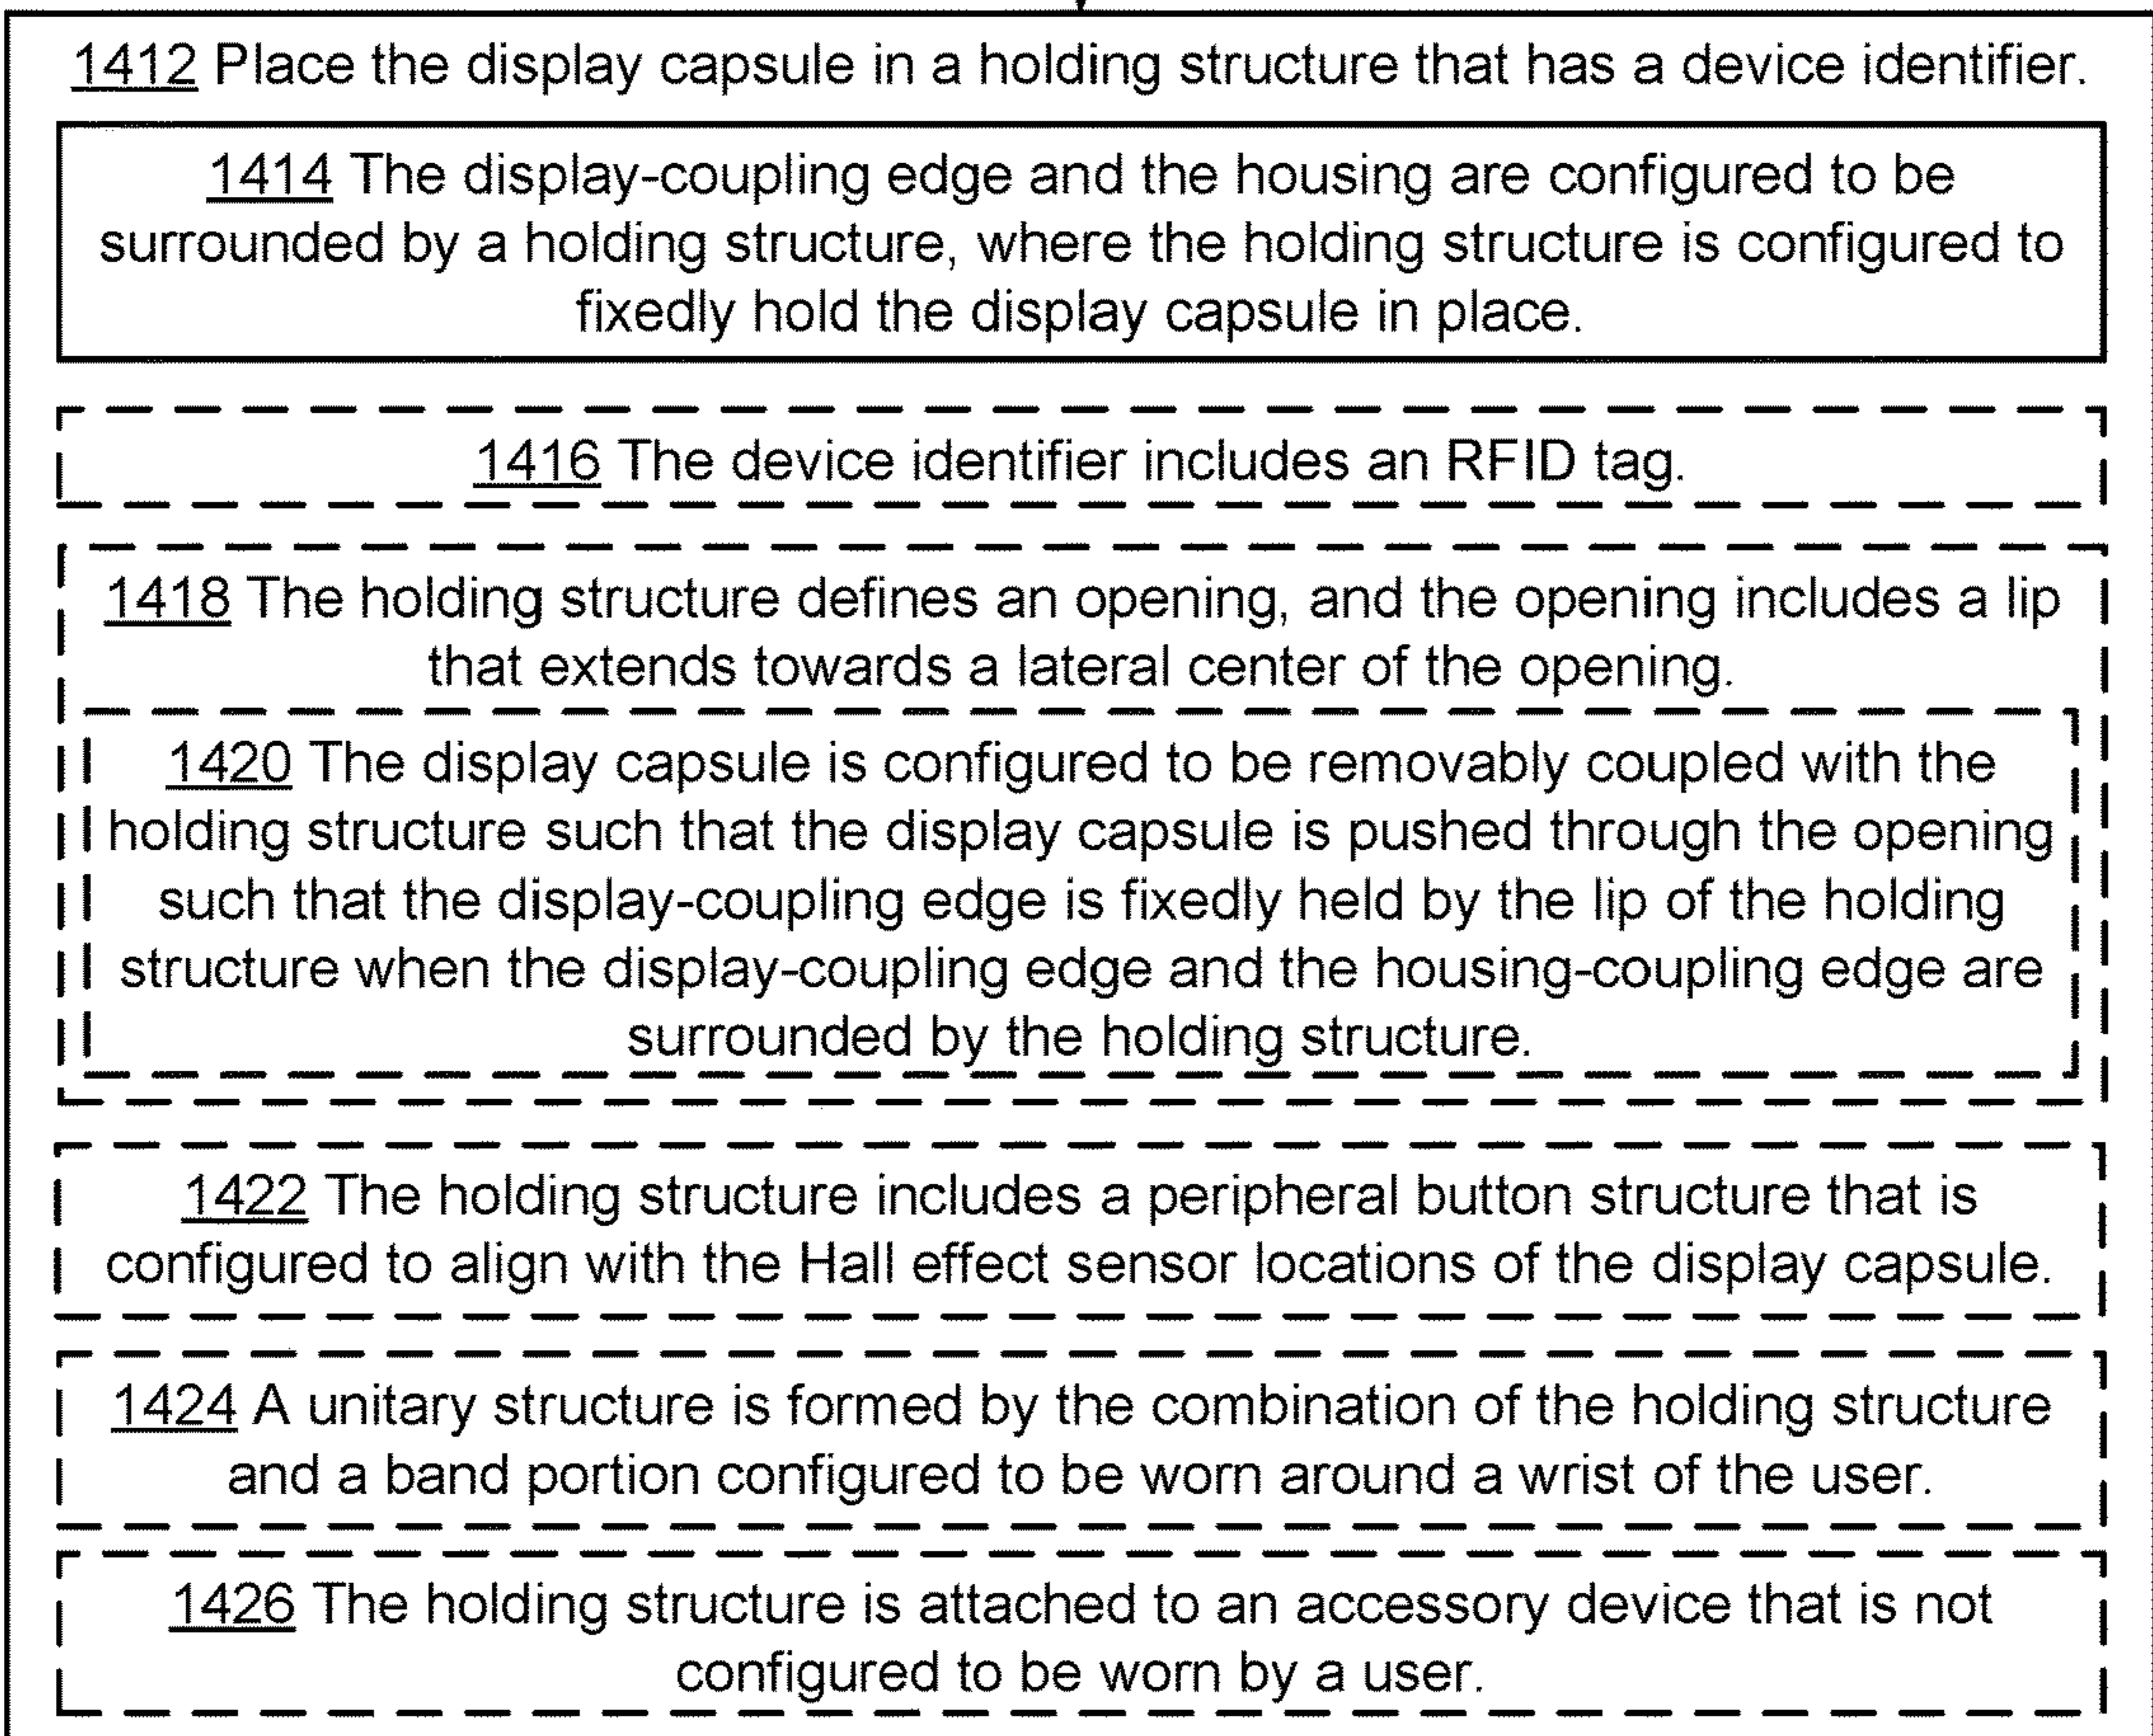 1412 Place the display capsule in a holding structure that has a device identifier.
1414 The display-coupling edge and the housing are configured to be
surrounded by a holding structure, where the holding structure is configured to
fixedly hold the display capsule in place.
1416 The device identifier includes an RFID tag.
1418 The holding structure defines an opening, and the opening includes a lip
that extends towards a lateral center of the opening.
1420 The display capsule is configured to be removably coupled with the
holding structure such that the display capsule is pushed through the opening
such that the display-coupling edge is fixedly held by the lip of the holding
structure when the display-coupling edge and the housing-coupling edge are
surrounded by the holding structure.
1422 The holding structure includes a peripheral button structure that is
configured to align with the Hall effect sensor locations of the display capsule.
1424 A unitary structure is formed by the combination of the holding structure
and a band portion configured to be worn around a wrist of the user.
1426 The holding structure is attached to an accessory device that is not
configured to be worn by a user.